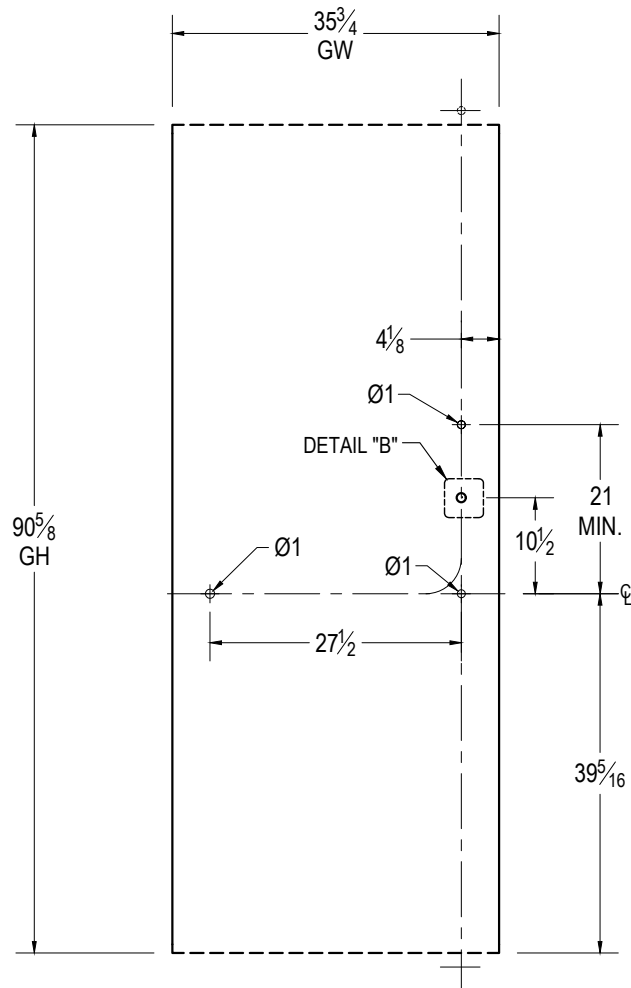 35¾
GW
4⅛
Ø1
DETAIL "B"
90⅝
GH
21
MIN.
10½
Ø1
Ø1
℄
27½
39 5/16